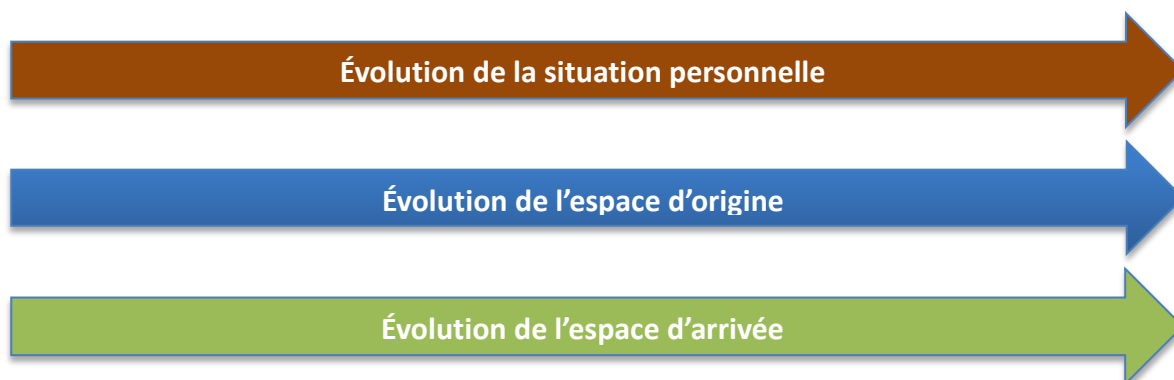 Évolution de la situation personnelle
Évolution de l’espace d’origine
Évolution de l’espace d’arrivée